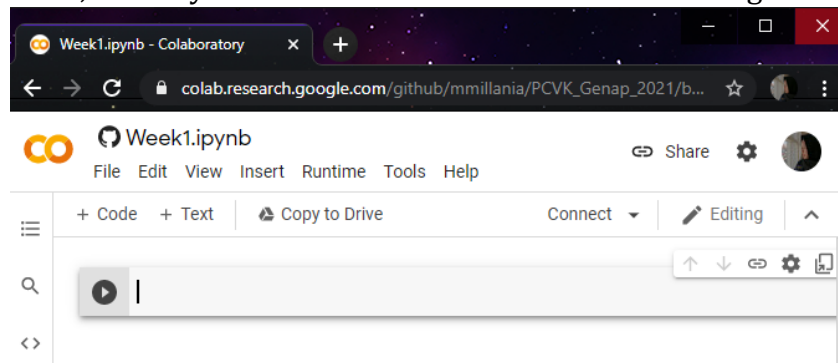 Week1.ipynb - Colaboratory
colab.research.google.com/github/mmillania/PCVK_Genap_2021/b...
Week1.ipynb
File Edit View Insert Runtime Tools Help
Share
+ Code + Text Copy to Drive Connect Editing